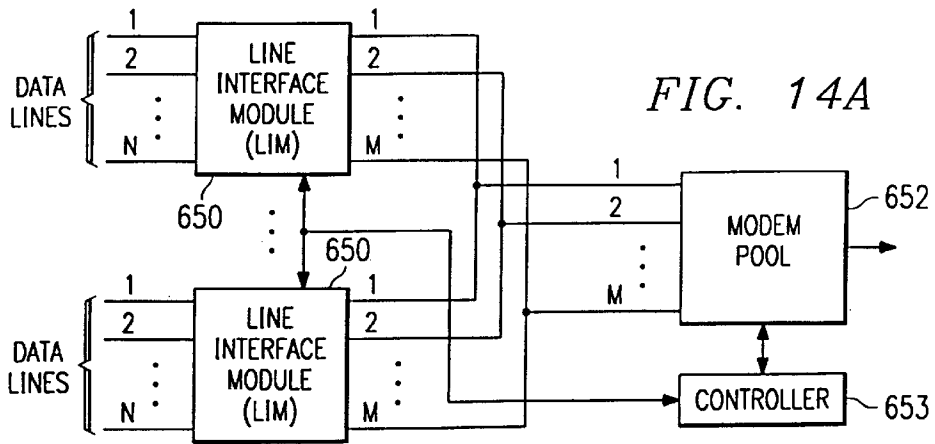 FIG. 14A
DATA
LINES
1
2
N
LINE
INTERFACE
MODULE
(LIM)
650
1
2
M
DATA
LINES
1
2
N
LINE
INTERFACE
MODULE
(LIM)
650
1
2
M
1
2
M
MODEM
POOL
652
CONTROLLER
653